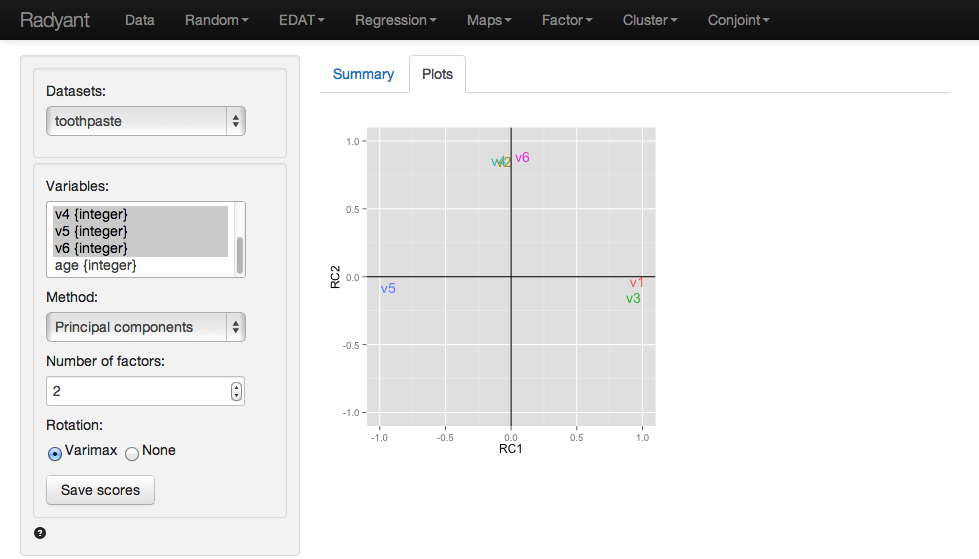 Radyant Data Random EDAT Regression Maps Factor Cluster Conjoint
Datasets:
toothpaste
Variables:
v4 {integer}
v5 {integer}
v6 {integer}
age {integer}
Method:
Principal components
Number of factors:
2
Rotation:
Varimax None
Save scores
?
Summary Plots
1.0
0.5
0.0
-0.5
-1.0
RC2
v4 v2 v6
v5
v1
v3
-1.0 -0.5 0.0 0.5 1.0
RC1